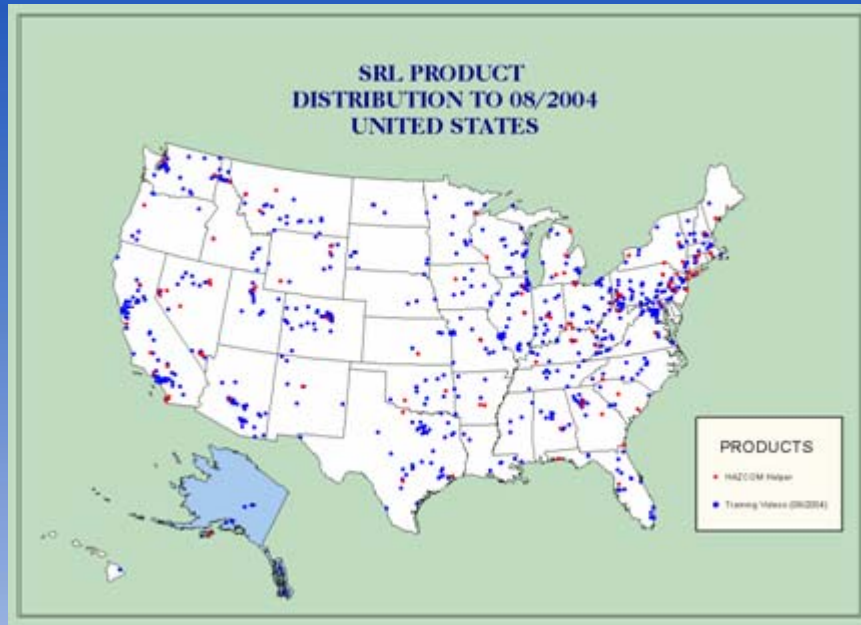 SRL PRODUCT
DISTRIBUTION TO 08/2004
UNITED STATES
PRODUCTS
HAZCOM Helper
Training Videos (08/2004)